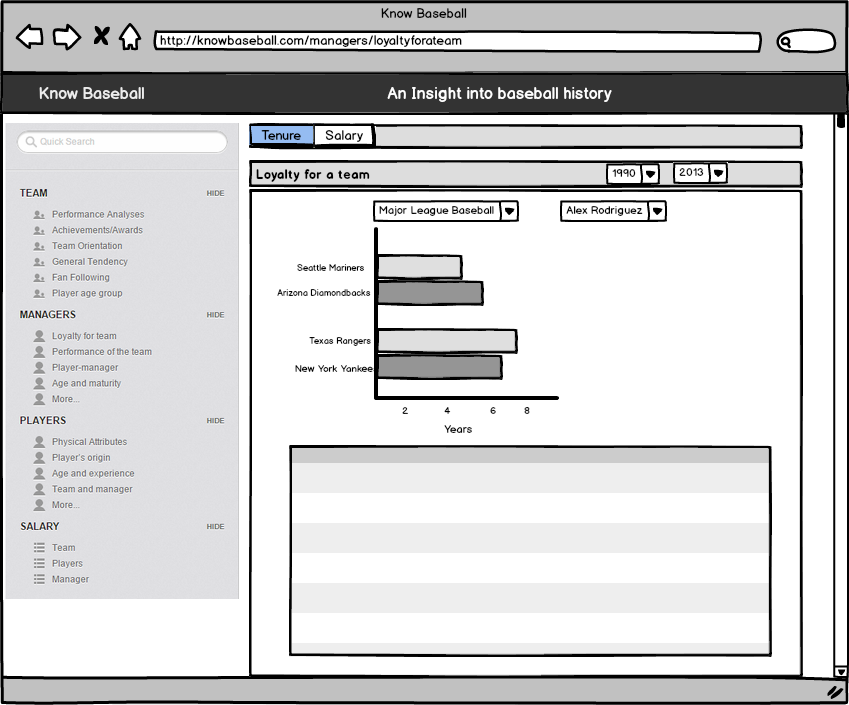 Know Baseball
http://knowbaseball.com/managers/loyaltyforateam
Know Baseball An Insight into baseball history
Quick Search
TEAM HIDE
Performance Analyses
Achievements/Awards
Team Orientation
General Tendency
Fan Following
Player age group
MANAGERS HIDE
Loyalty for team
Performance of the team
Player-manager
Age and maturity
More...
PLAYERS HIDE
Physical Attributes
Player's origin
Age and experience
Team and manager
More...
SALARY HIDE
Team
Players
Manager
Tenure Salary
Loyalty for a team 1990 2013
Major League Baseball Alex Rodriguez
Seattle Mariners
Arizona Diamondbacks
Texas Rangers
New York Yankee
2 4 6 8
Years